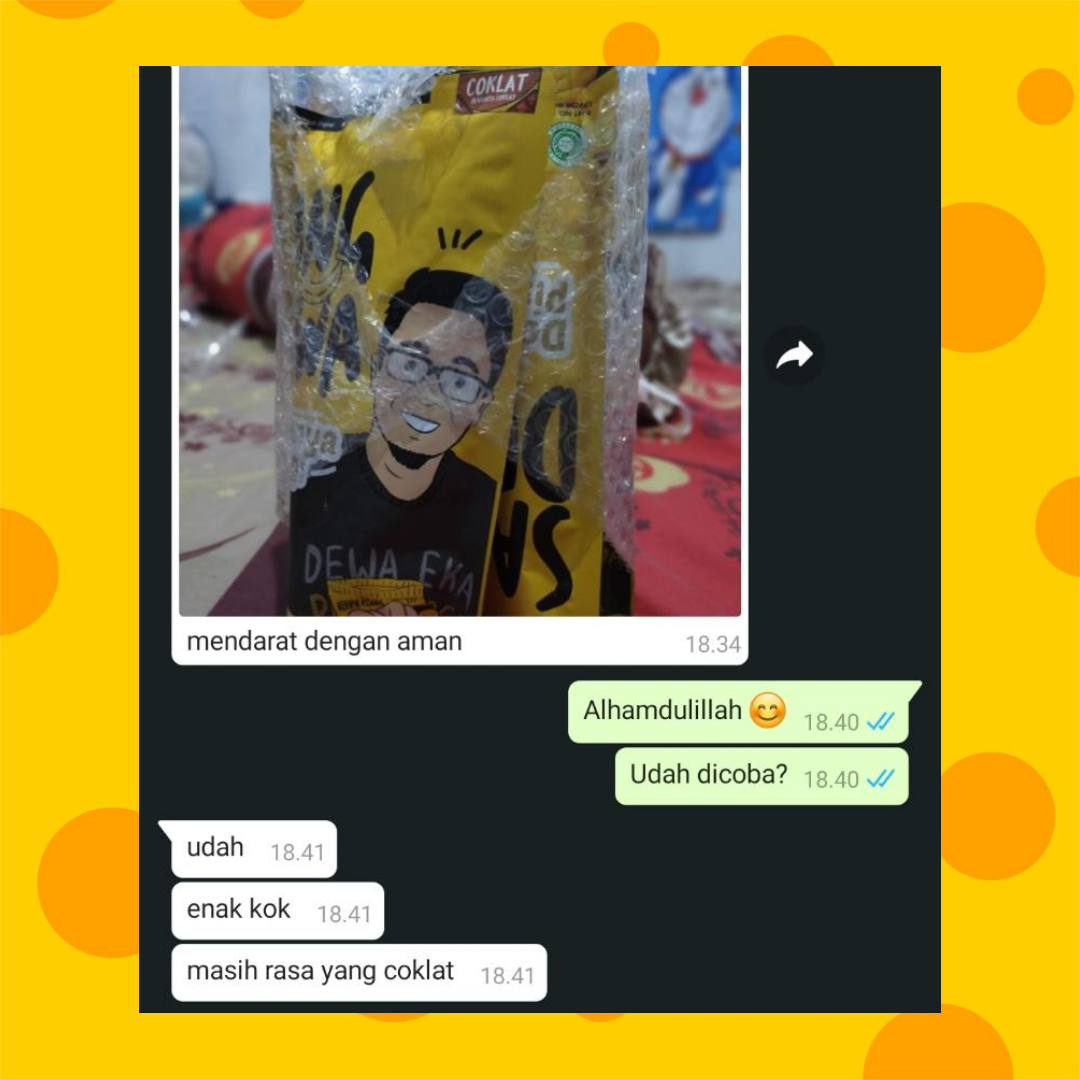 COKLAT
DEWA EKA
mendarat dengan aman
18.34
Alhamdulillah 😊 18.40
Udah dicoba? 18.40
udah 18.41
enak kok 18.41
masih rasa yang coklat 18.41